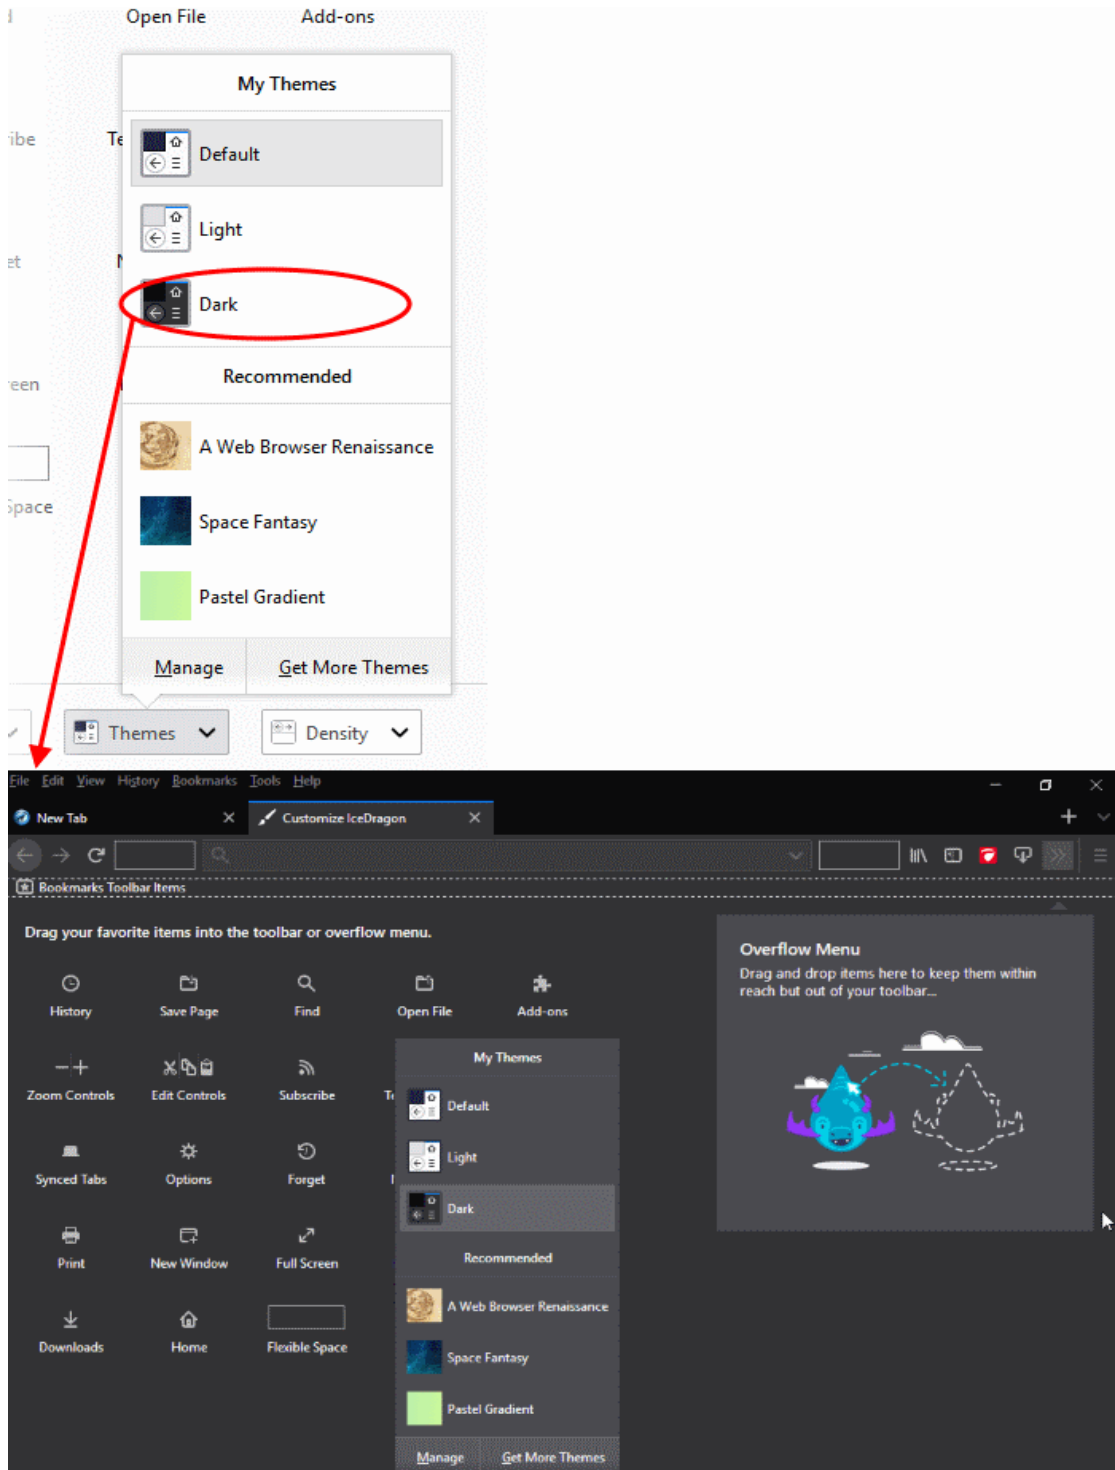 Open File Add-ons
My Themes
ribe Te
Default
Light
et
Dark
Recommended
reen
A Web Browser Renaissance
Space
Space Fantasy
Pastel Gradient
Manage Get More Themes
Themes Density
File Edit View History Bookmarks Tools Help
New Tab Customize IceDragon
Bookmarks Toolbar Items
Drag your favorite items into the toolbar or overflow menu.
Overflow Menu
Drag and drop items here to keep them within
reach but out of your toolbar...
History Save Page Find Open File Add-ons
My Themes
Zoom Controls Edit Controls Subscribe Te
Default
Light
Synced Tabs Options Forget
Dark
Print New Window Full Screen
Recommended
A Web Browser Renaissance
Downloads Home Flexible Space
Space Fantasy
Pastel Gradient
Manage Get More Themes